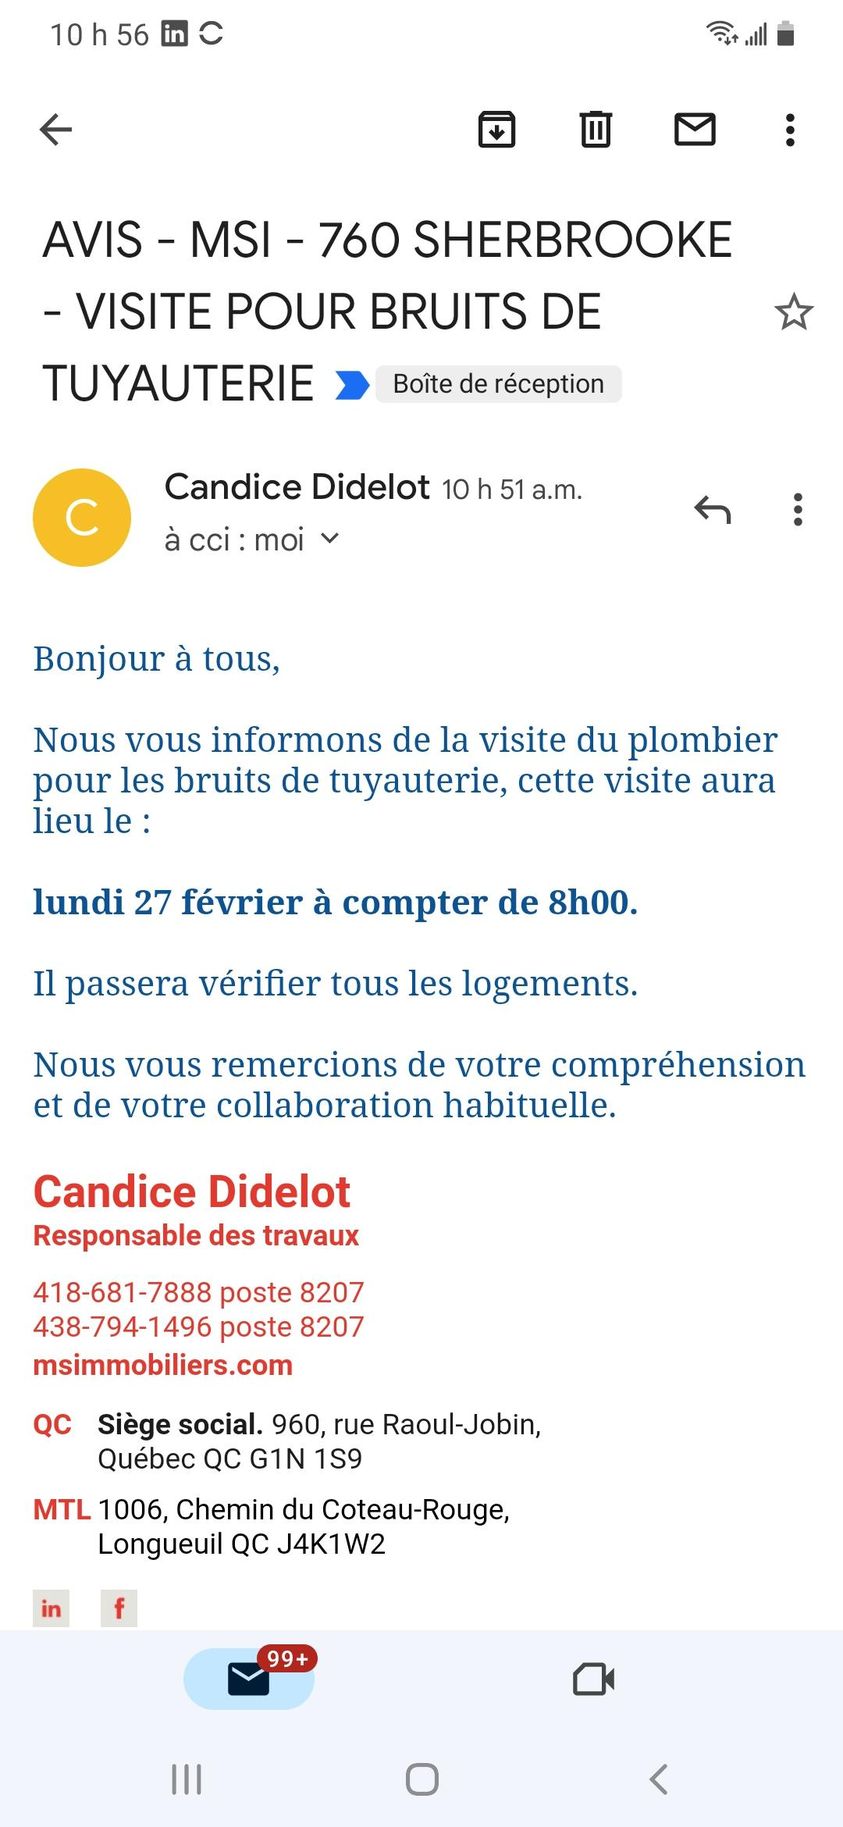 10 h 56 in
AVIS - MSI - 760 SHERBROOKE
- VISITE POUR BRUITS DE
TUYAUTERIE Boîte de réception
C
Candice Didelot 10 h 51 a.m.
à cci : moi
Bonjour à tous,
Nous vous informons de la visite du plombier
pour les bruits de tuyauterie, cette visite aura
lieu le :
lundi 27 février à compter de 8h00.
Il passera vérifier tous les logements.
Nous vous remercions de votre compréhension
et de votre collaboration habituelle.
Candice Didelot
Responsable des travaux
418-681-7888 poste 8207
438-794-1496 poste 8207
msimmobiliers.com
QC Siège social. 960, rue Raoul-Jobin,
Québec QC G1N 1S9
MTL 1006, Chemin du Coteau-Rouge,
Longueuil QC J4K1W2
in f
99+